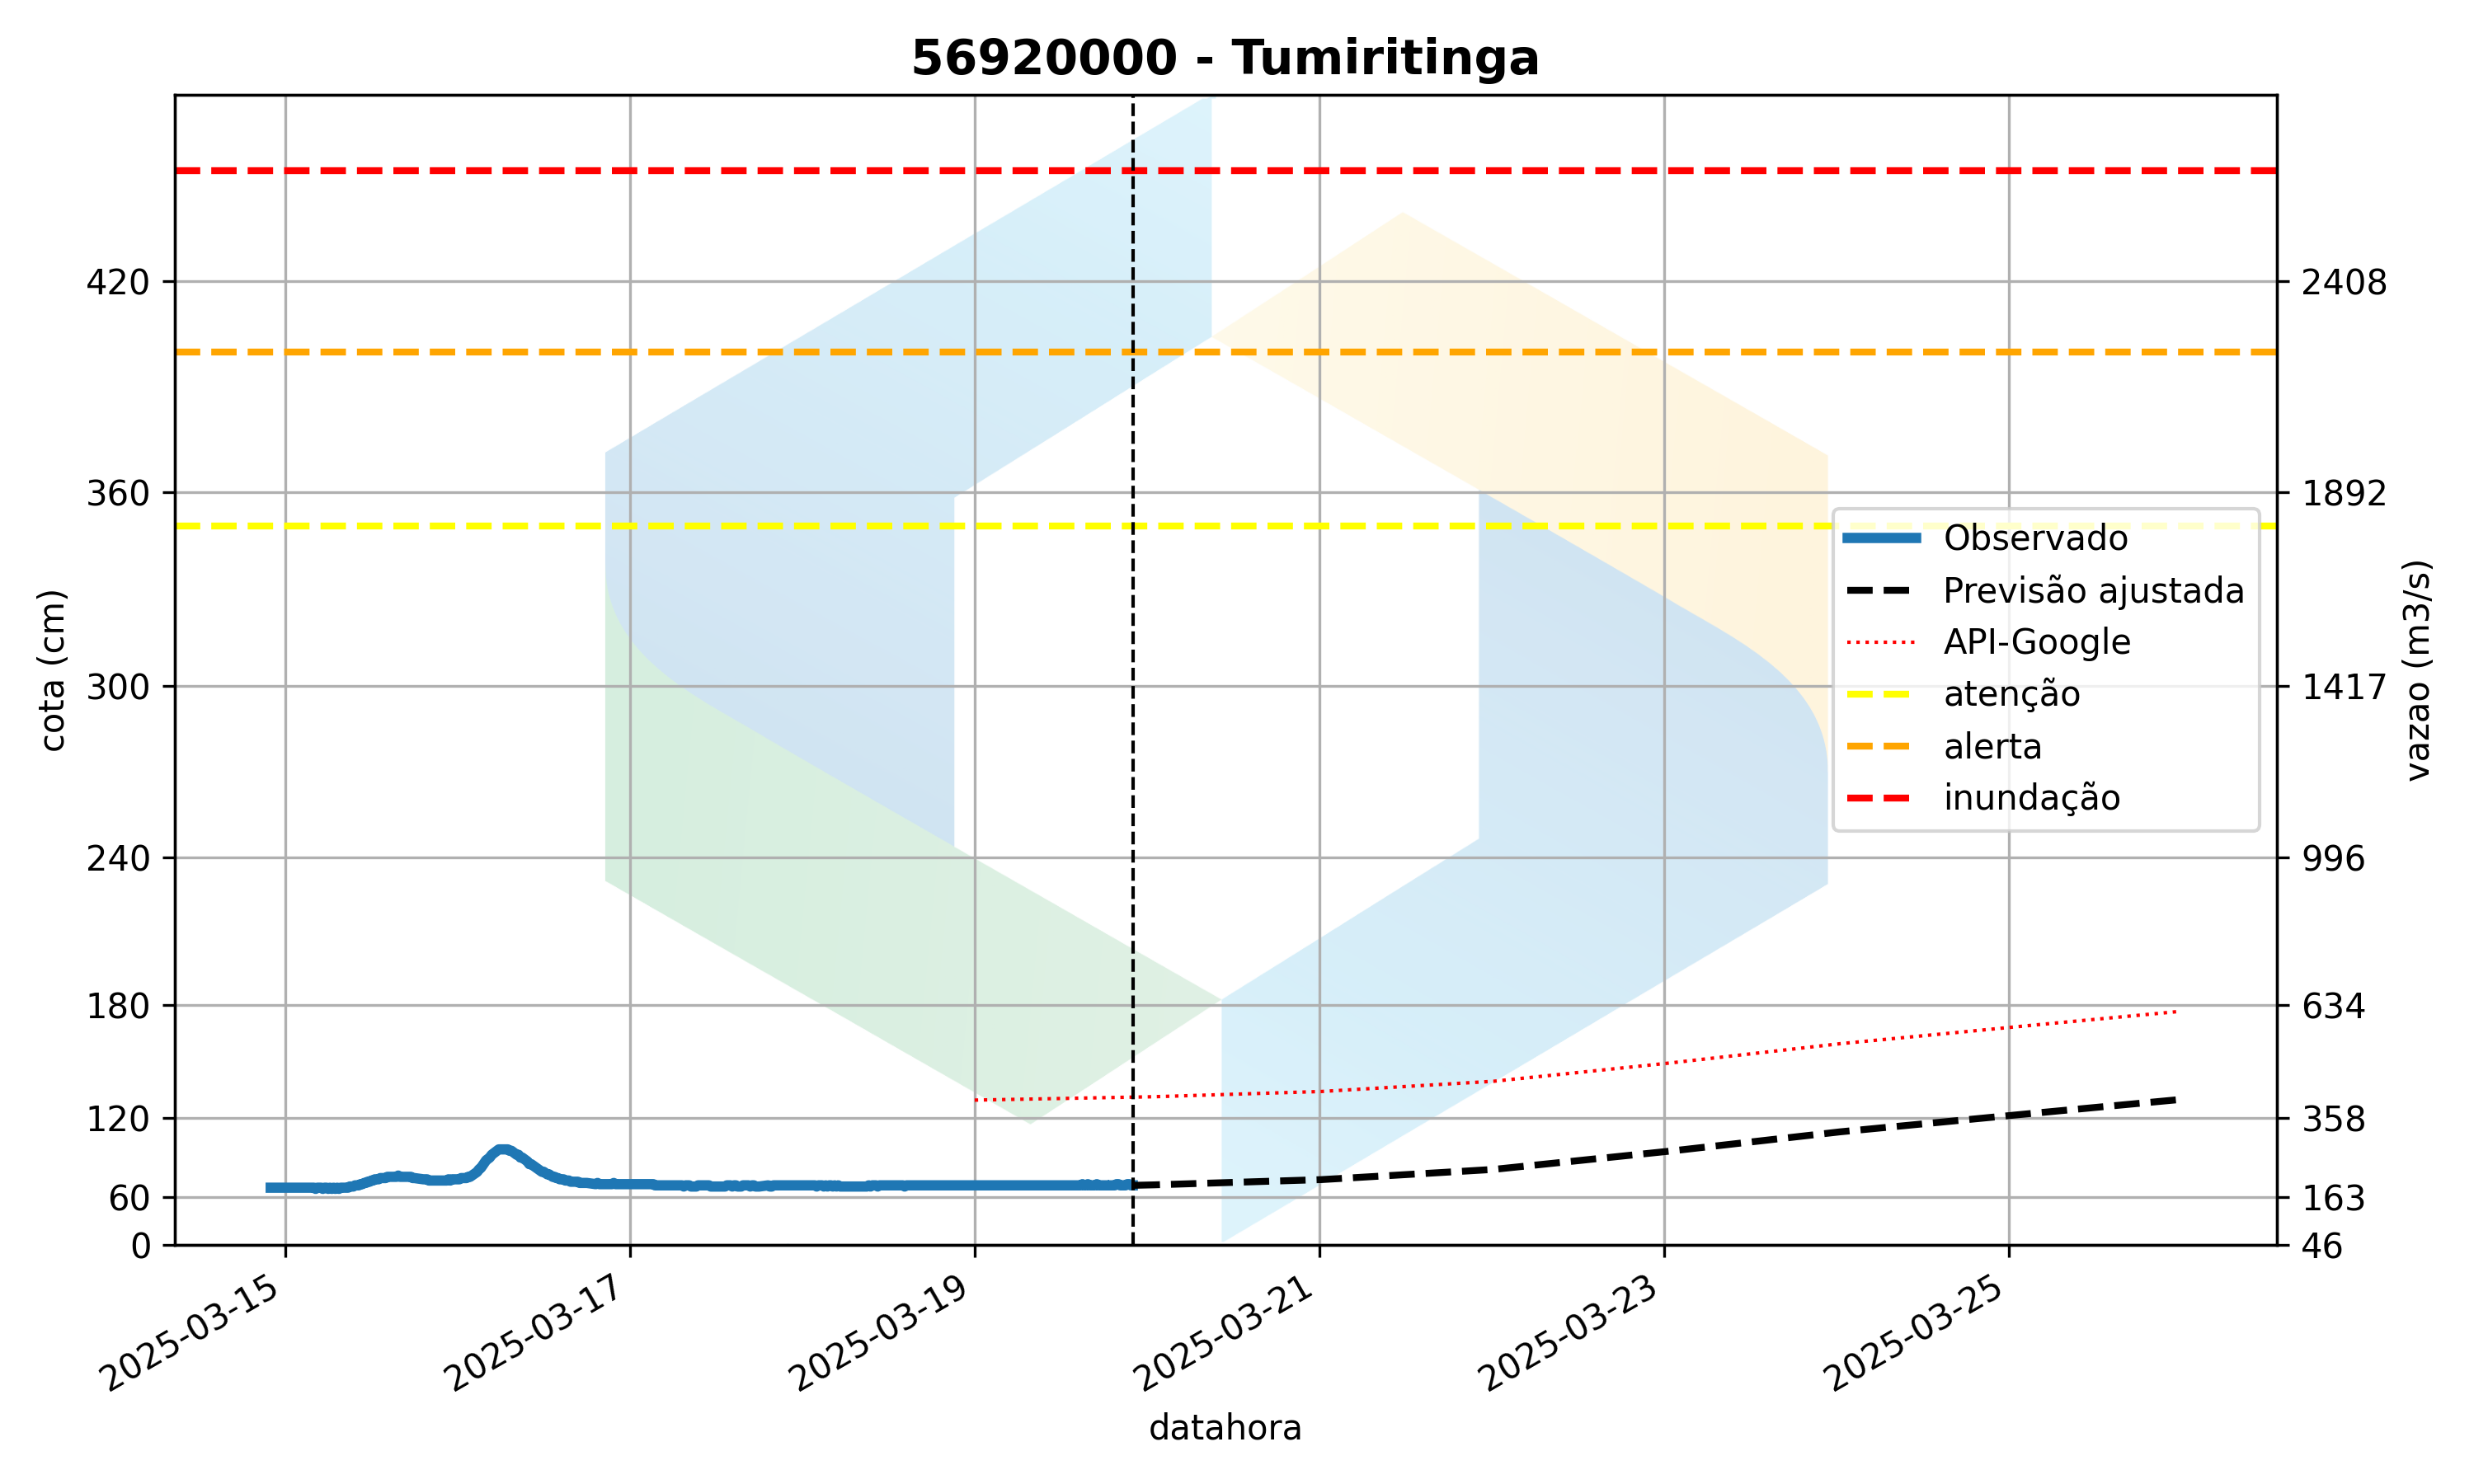 56920000 - Tumiritinga
420
360
300
240
180
120
60
0
cota (cm)
2408
1892
1417
996
634
358
163
46
vazao (m3/s)
Observado
Previsão ajustada
API-Google
atenção
alerta
inundação
2025-03-15
2025-03-17
2025-03-19
2025-03-21
2025-03-23
2025-03-25
datahora